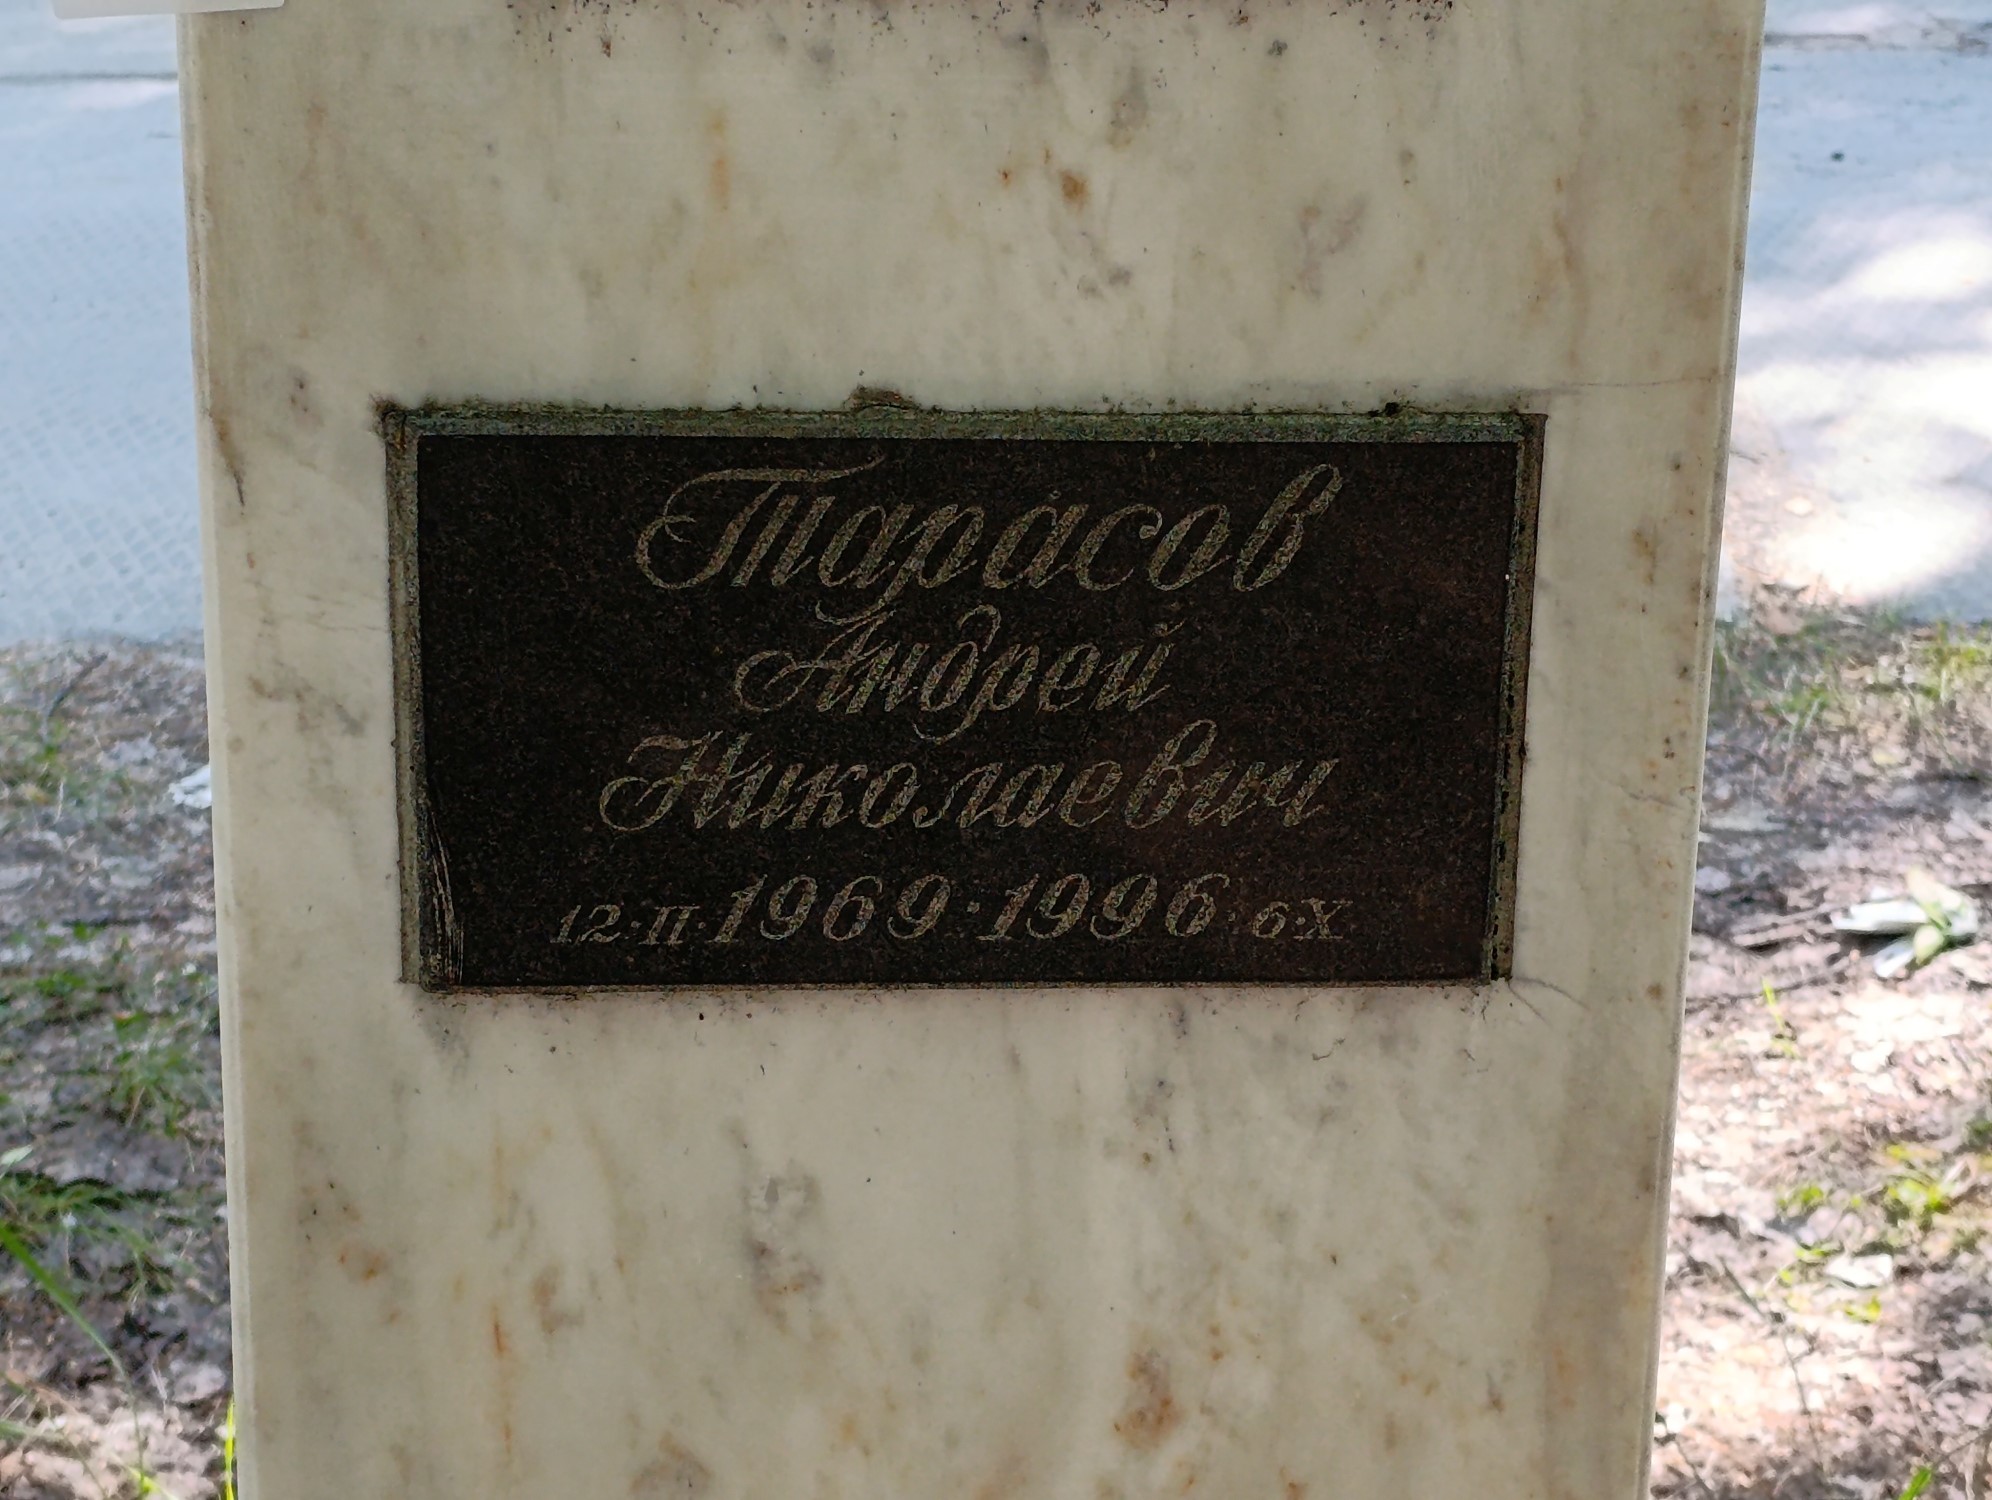 Тарасов
Андрей
Николаевич
12·II·1969·1996·6·X